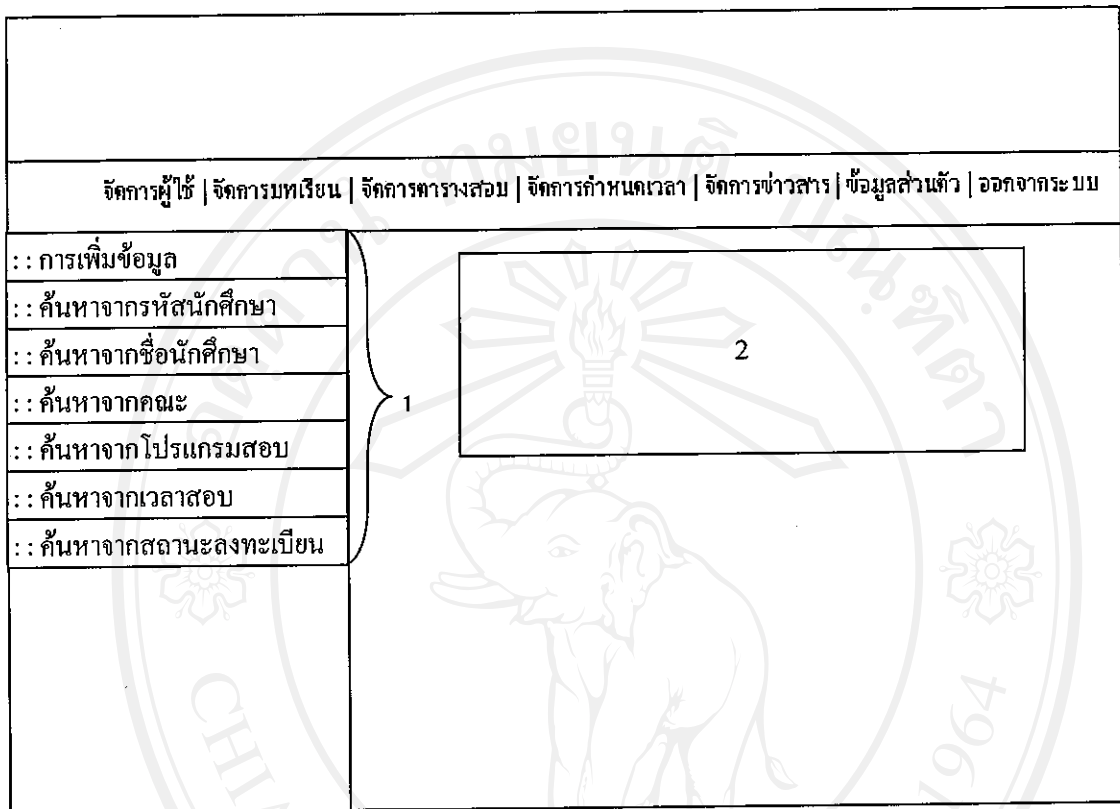 จัดการผู้ใช้ | จัดการบทเรียน | จัดการตารางสอบ | จัดการกำหนดเวลา | จัดการข่าวสาร | ข้อมูลส่วนตัว | ออกจากระบบ
: : การเพิ่มข้อมูล
: : ค้นหาจากรหัสนักศึกษา
: : ค้นหาจากชื่อนักศึกษา
: : ค้นหาจากคณะ
: : ค้นหาจากโปรแกรมสอบ
: : ค้นหาจากเวลาสอบ
: : ค้นหาจากสถานะลงทะเบียน
1
2
1964